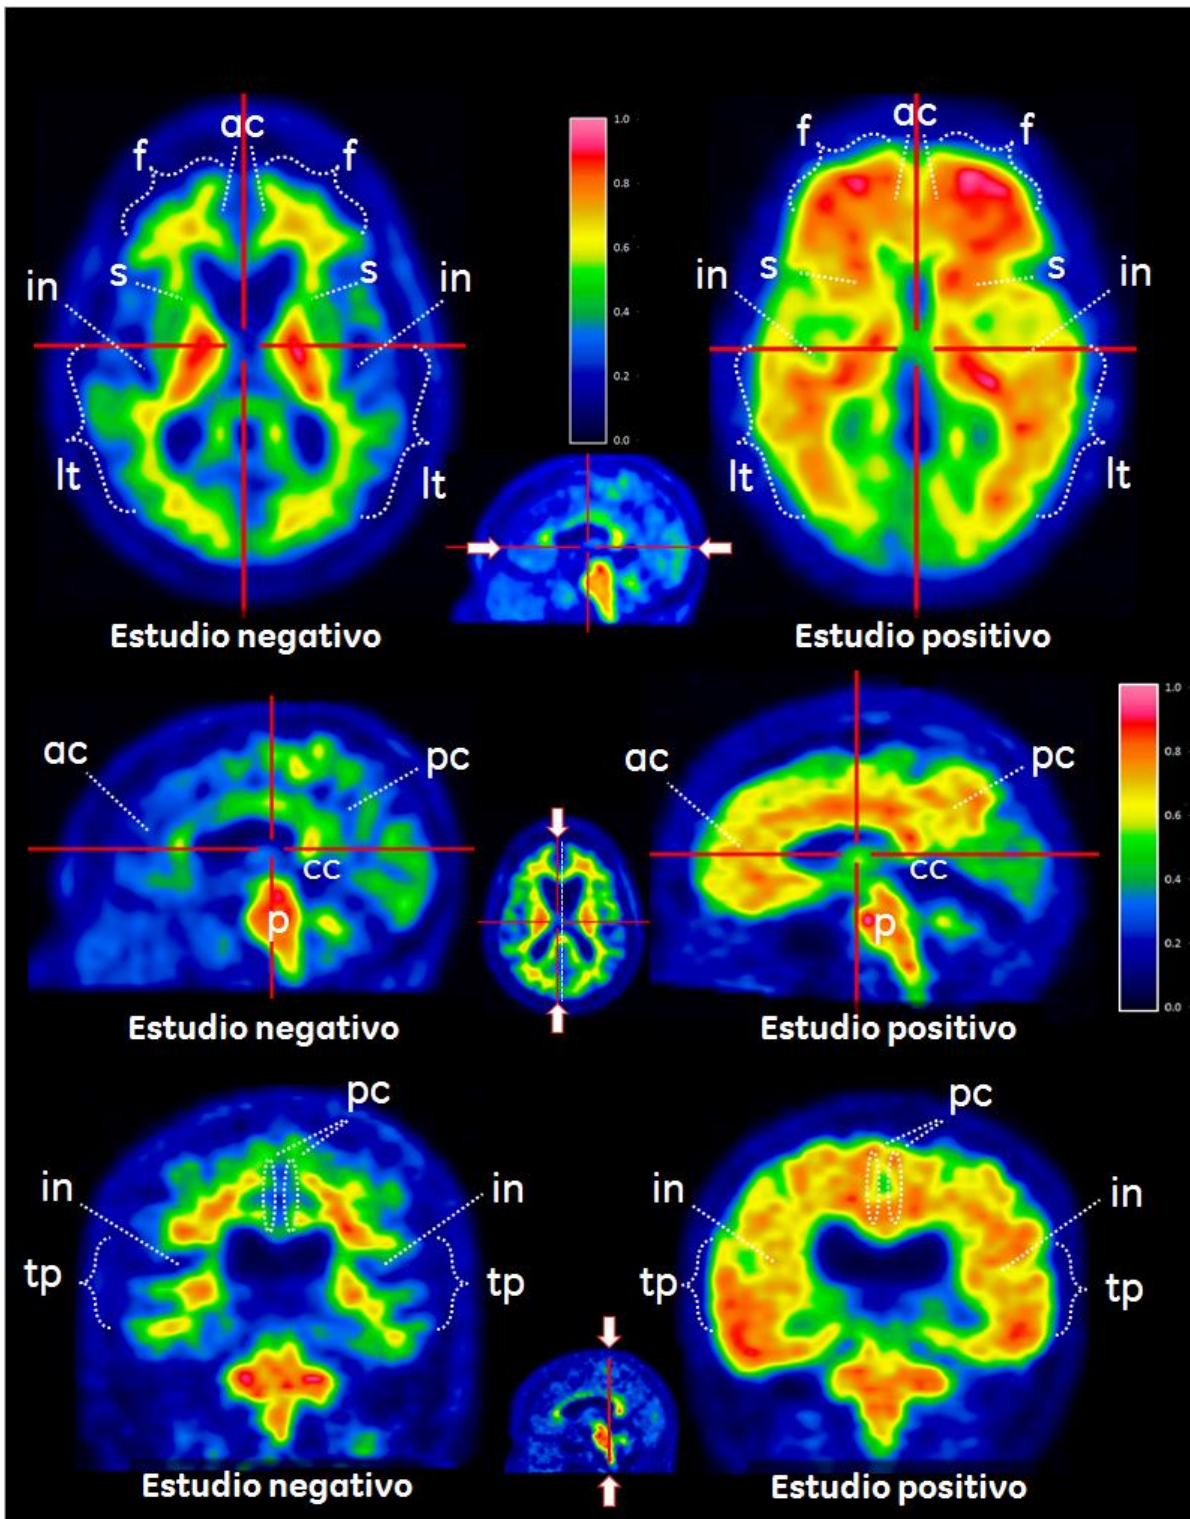 ac
f
f
s
s
in
in
lt
lt
1.0
0.8
0.6
0.4
0.2
0.0
ac
f
f
in
s
s
in
lt
lt
Estudio negativo
Estudio positivo
ac
pc
cc
p
ac
pc
cc
p
1.0
0.8
0.6
0.4
0.2
0.0
Estudio negativo
Estudio positivo
pc
in
in
tp
tp
pc
in
in
tp
tp
Estudio negativo
Estudio positivo